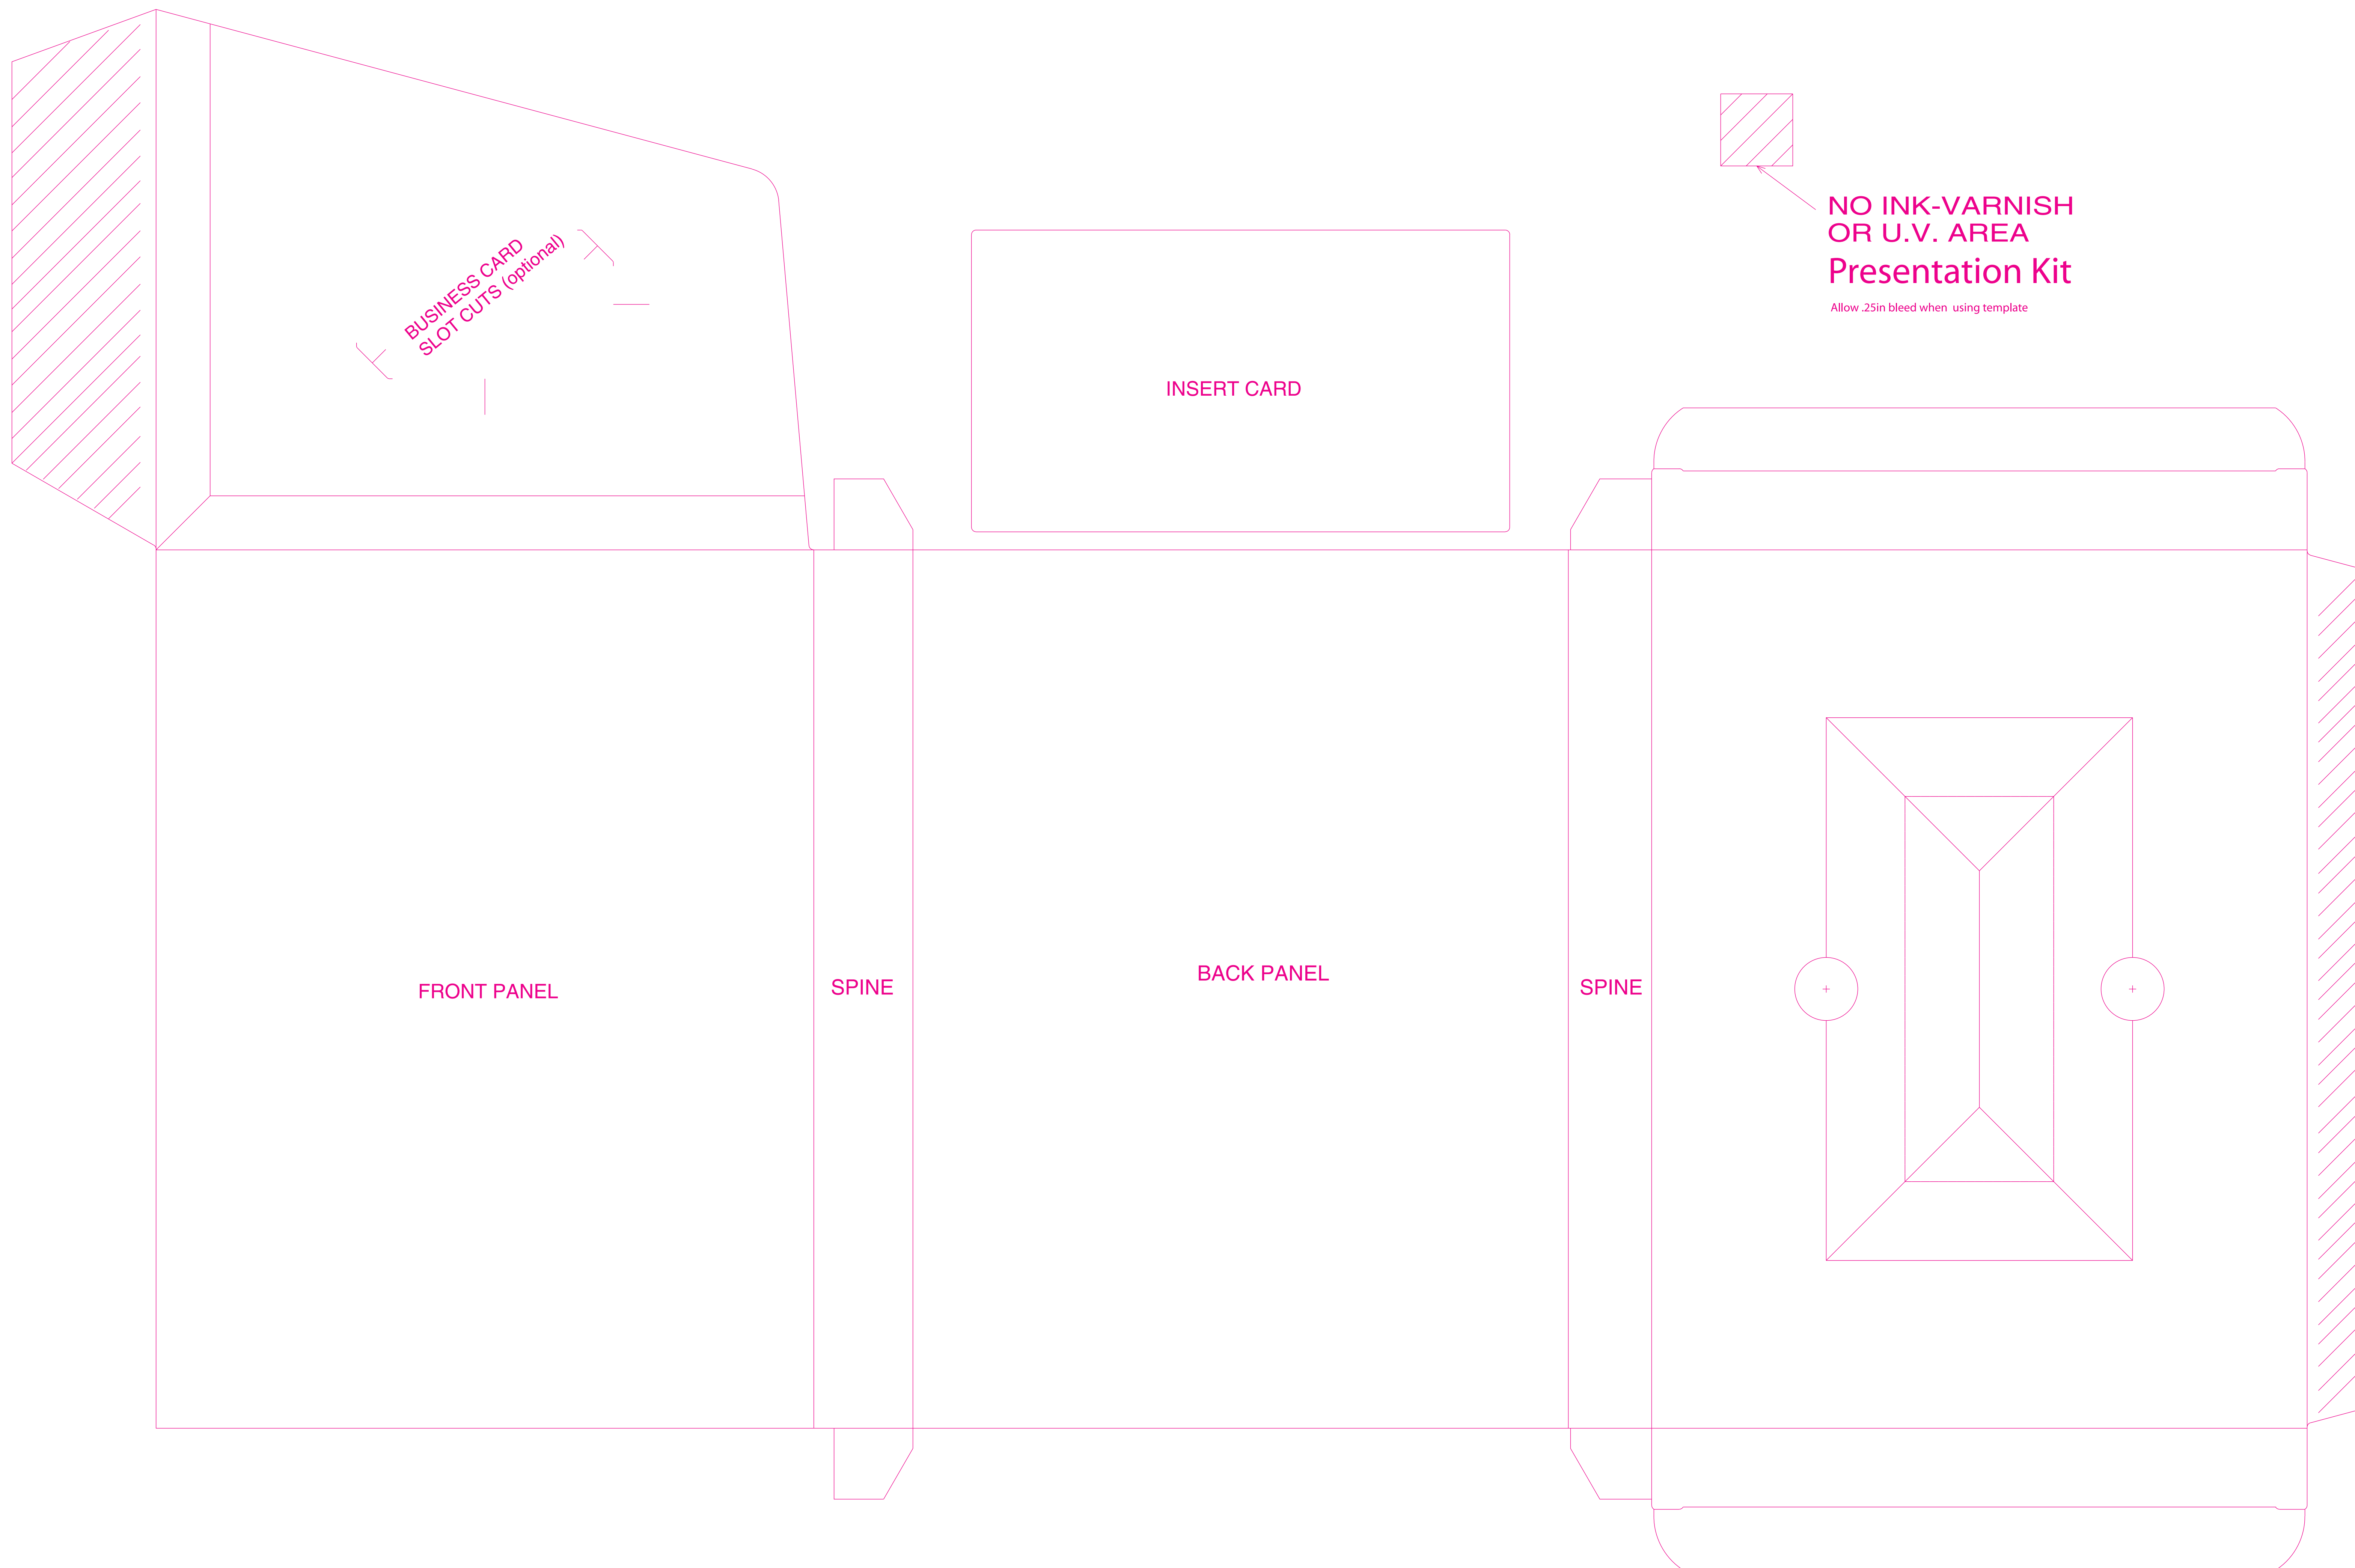 BUSINESS CARD
SLOT CUTS (optional)
NO INK-VARNISH
OR U.V. AREA
Presentation Kit
Allow .25in bleed when using template
INSERT CARD
FRONT PANEL
SPINE
BACK PANEL
SPINE